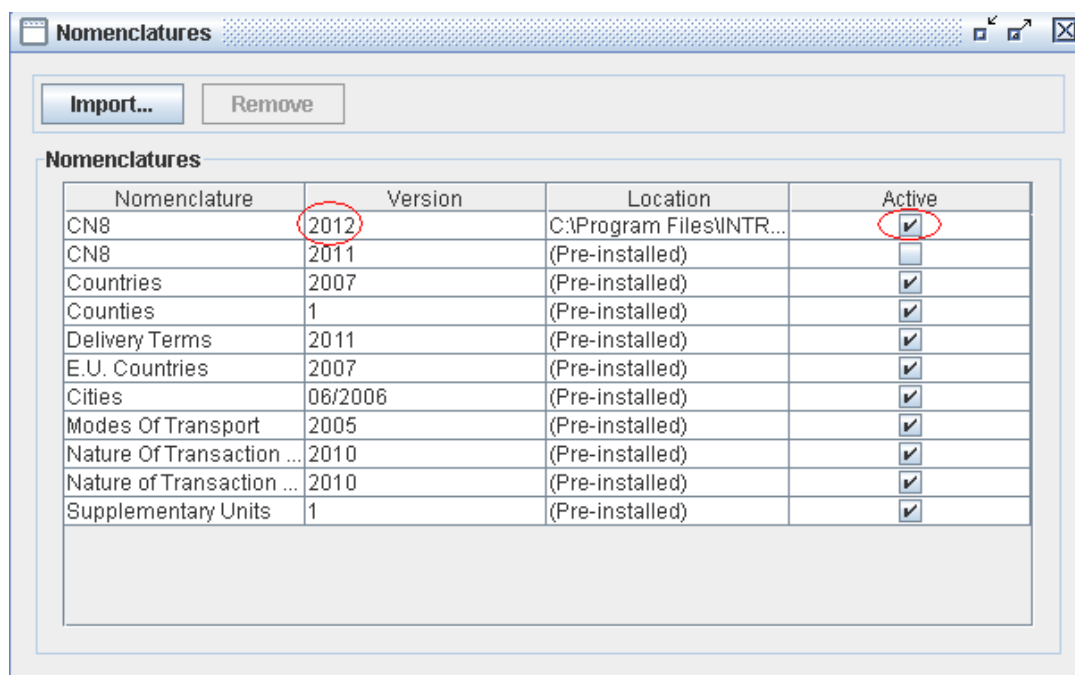 Nomenclatures
Import... Remove
Nomenclatures
Nomenclature Version Location Active
CN8 2012 C:\Program Files\INTR...
CN8 2011 (Pre-installed)
Countries 2007 (Pre-installed)
Counties 1 (Pre-installed)
Delivery Terms 2011 (Pre-installed)
E.U. Countries 2007 (Pre-installed)
Cities 06/2006 (Pre-installed)
Modes Of Transport 2005 (Pre-installed)
Nature Of Transaction ... 2010 (Pre-installed)
Nature of Transaction ... 2010 (Pre-installed)
Supplementary Units 1 (Pre-installed)